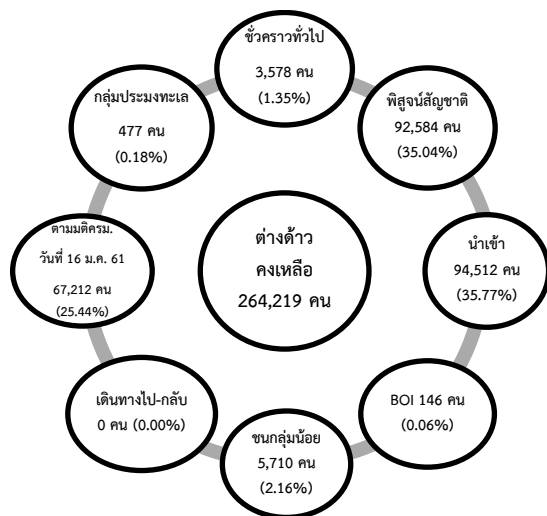 ชั่วคราวทั่วไป
3,578 คน
(1.35%)
พิสูจน์สัญชาติ
92,584 คน
(35.04%)
นำเข้า
94,512 คน
(35.77%)
BOI 146 คน
(0.06%)
ชนกลุ่มน้อย
5,710 คน
(2.16%)
เดินทางไป-กลับ
0 คน (0.00%)
ตามมติครม.
วันที่ 16 ม.ค. 61
67,212 คน
(25.44%)
กลุ่มประมงทะเล
477 คน
(0.18%)
ต่างด้าว
คงเหลือ
264,219 คน